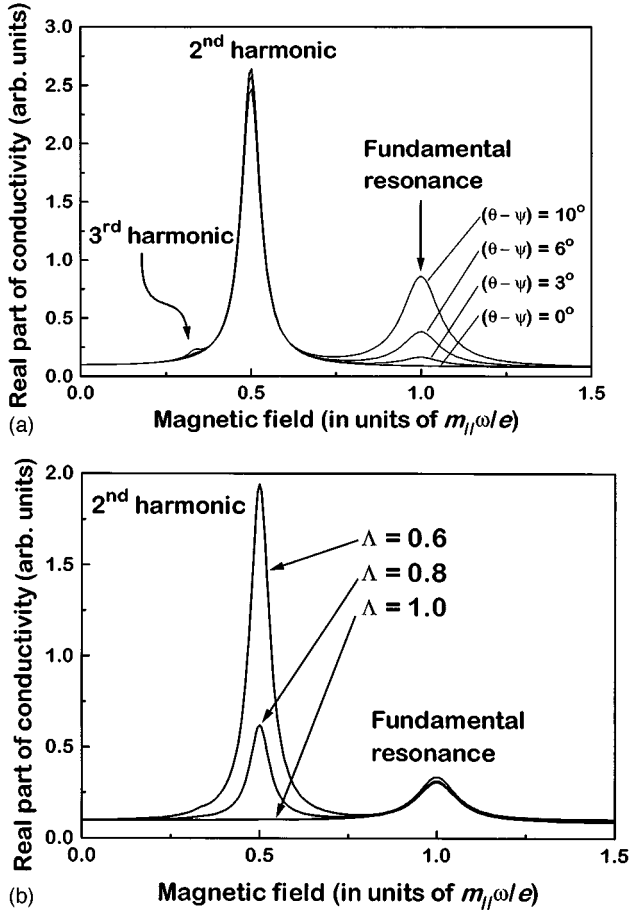 3.0
2.5
2.0
1.5
1.0
0.5
0.0
Real part of conductivity (arb. units)
2nd harmonic
3rd harmonic
Fundamental
resonance
(θ − ψ) = 10°
(θ − ψ) = 6°
(θ − ψ) = 3°
(θ − ψ) = 0°
0.0 0.5 1.0 1.5
(a)
Magnetic field (in units of m//ω/e)
2.0
1.5
1.0
0.5
0.0
Real part of conductivity (arb. units)
2nd harmonic
Λ = 0.6
Λ = 0.8
Λ = 1.0
Fundamental
resonance
0.0 0.5 1.0 1.5
(b)
Magnetic field (in units of m//ω/e)